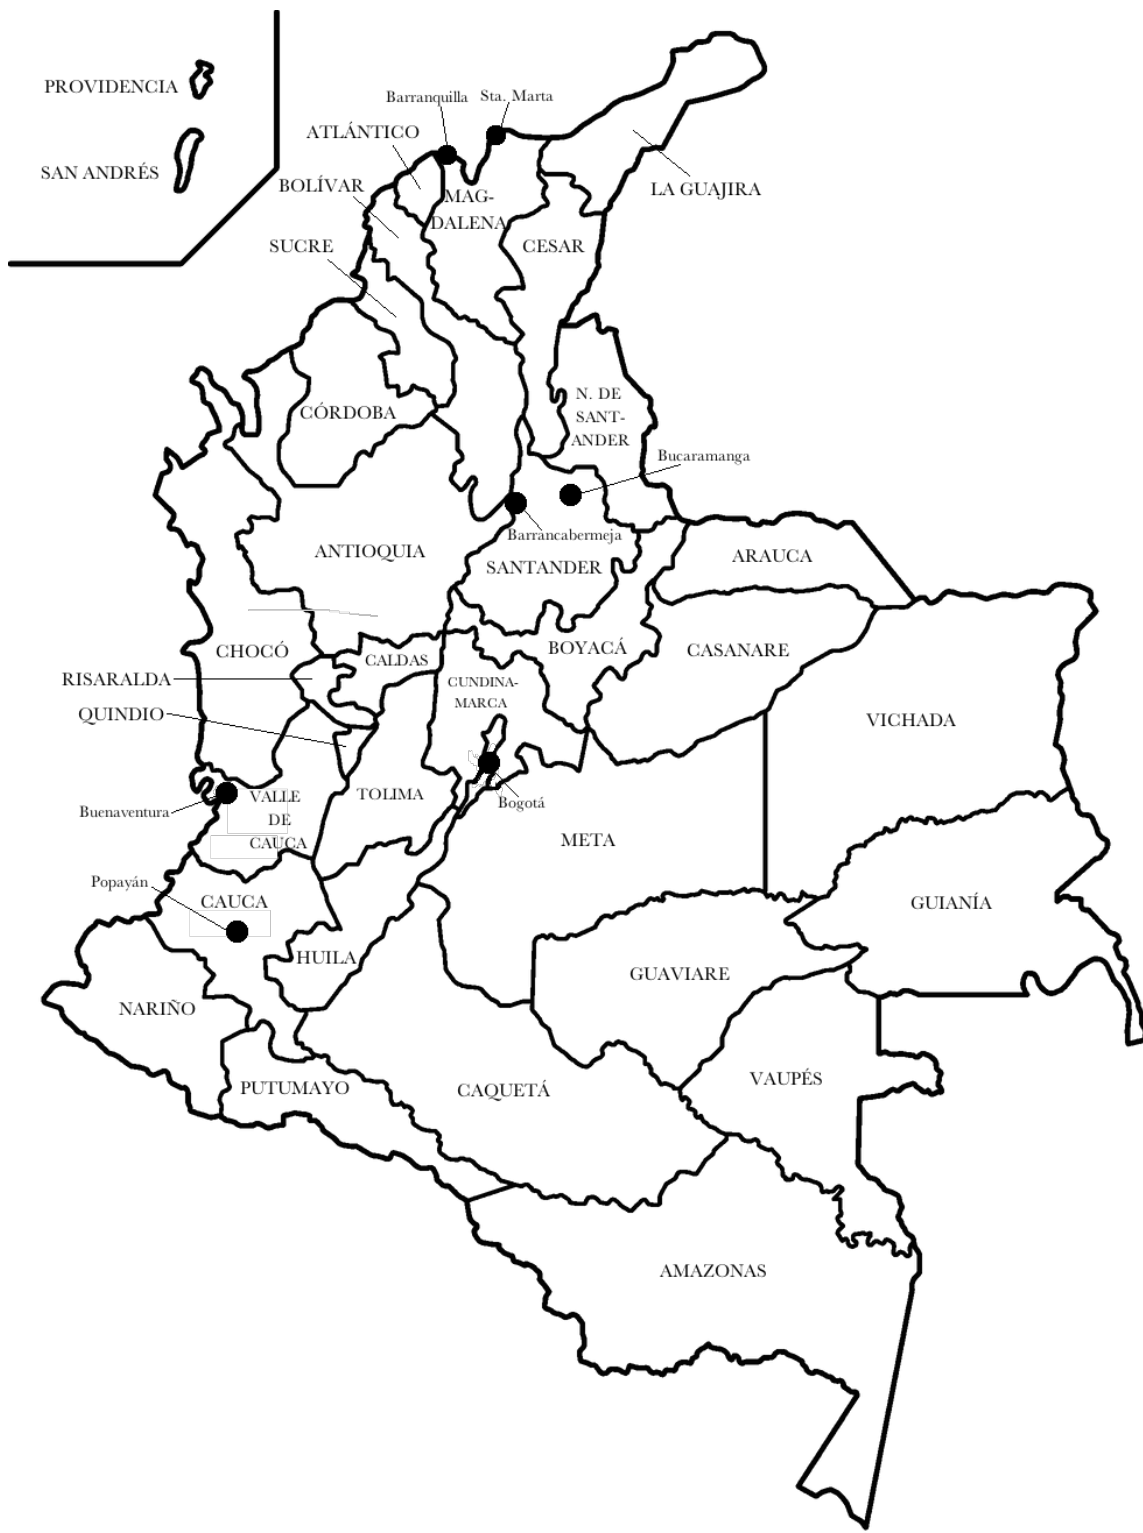 PROVIDENCIA
SAN ANDRÉS
Barranquilla
Sta. Marta
ATLÁNTICO
BOLÍVAR
MAG-
DALENA
LA GUAJIRA
SUCRE
CESAR
CÓRDOBA
N. DE
SANT-
ANDER
Bucaramanga
Barrancabermeja
ANTIOQUIA
SANTANDER
ARAUCA
CHOCÓ
CALDAS
BOYACÁ
CASANARE
RISARALDA
CUNDINA-
MARCA
QUINDIO
VICHADA
Buenaventura
VALLE
DE
CAUCA
TOLIMA
Bogotá
META
Popayán
CAUCA
GUIANÍA
HUILA
GUAVIARE
NARIÑO
PUTUMAYO
CAQUETÁ
VAUPÉS
AMAZONAS